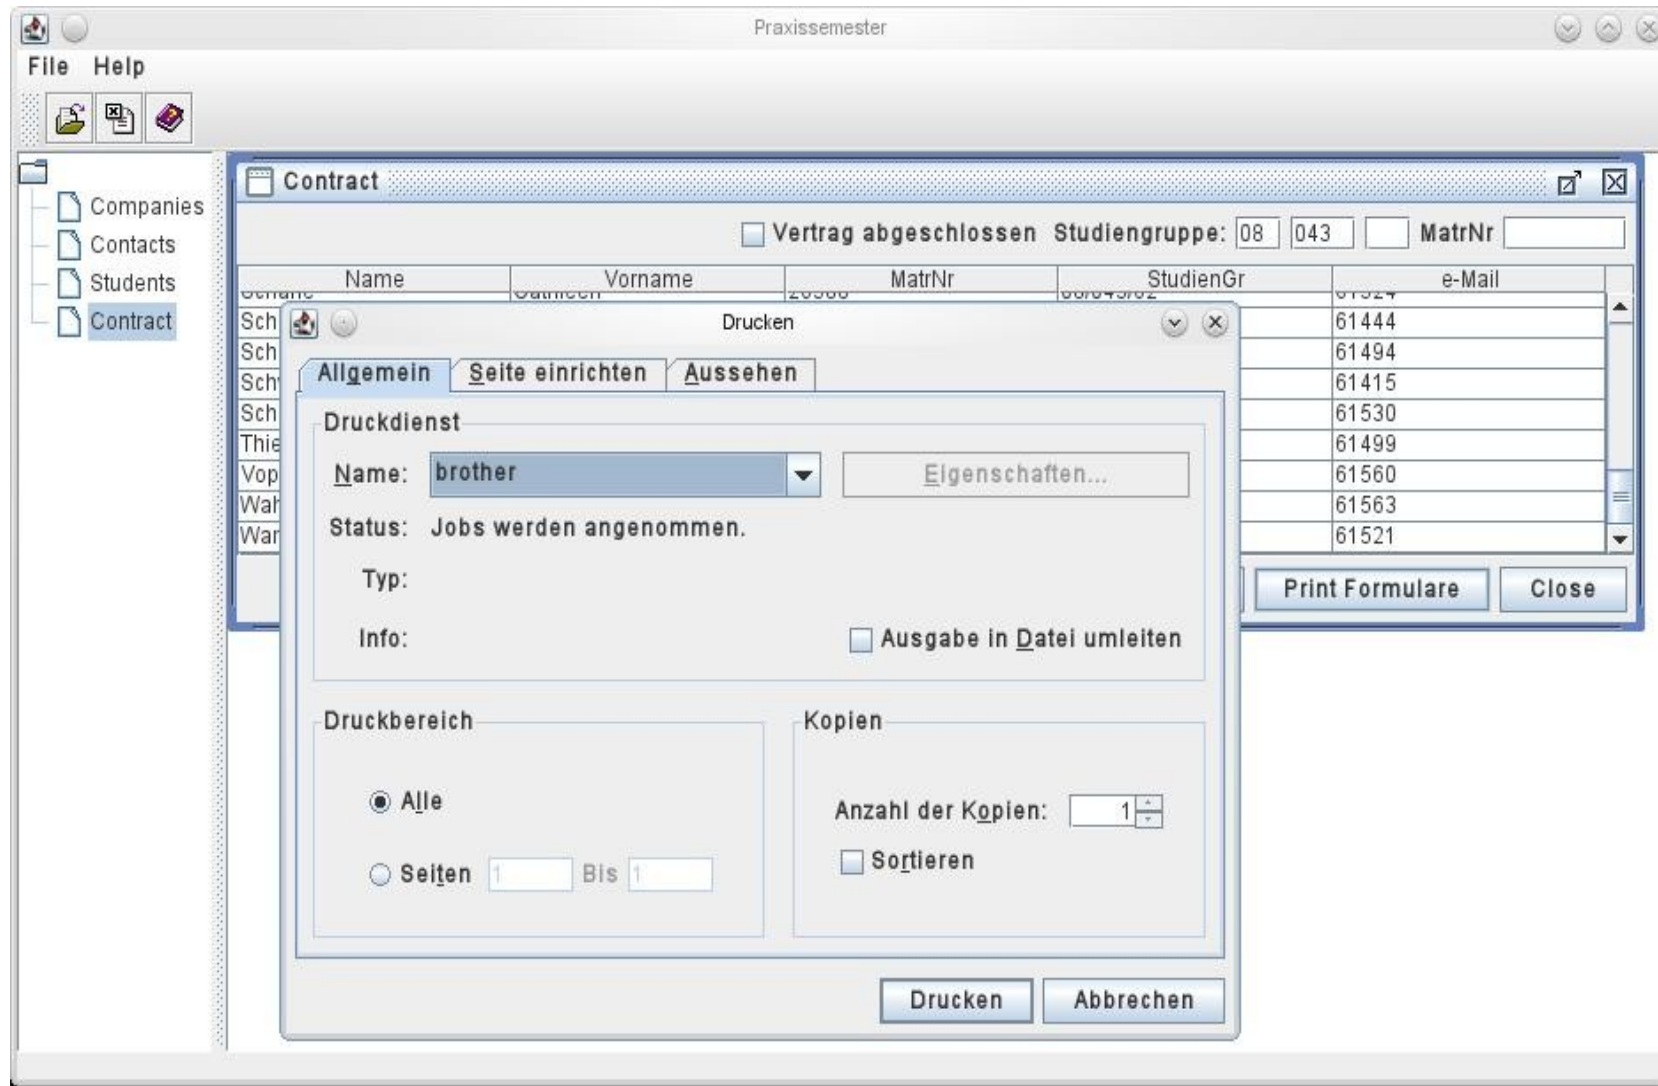 Praxissemester
File Help
Companies
Contacts
Students
Contract
Contract
Vertrag abgeschlossen Studiengruppe: 08 043 MatrNr
Name Vorname MatrNr StudienGr e-Mail
61324
Sch 61444
Sch 61494
Sch 61415
Sch 61530
Thie 61499
Vop 61560
Wah 61563
War 61521
Print Formulare Close
Drucken
Allgemein Seite einrichten Aussehen
Druckdienst
Name: brother Eigenschaften...
Status: Jobs werden angenommen.
Typ:
Info: Ausgabe in Datei umleiten
Druckbereich
Alle
Seiten 1 Bis 1
Kopien
Anzahl der Kopien: 1
Sortieren
Drucken Abbrechen